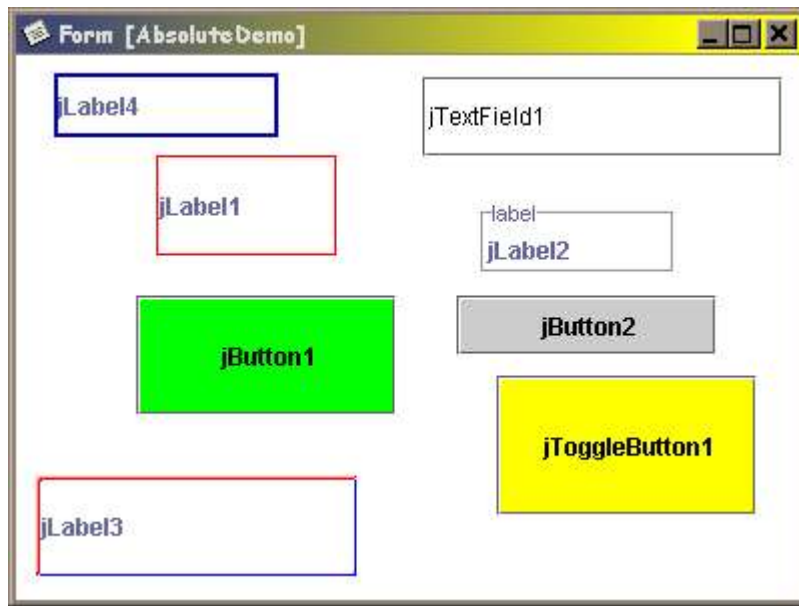 Form [AbsoluteDemo]
jLabel4
jTextField1
jLabel1
label
jLabel2
jButton1
jButton2
jToggleButton1
jLabel3